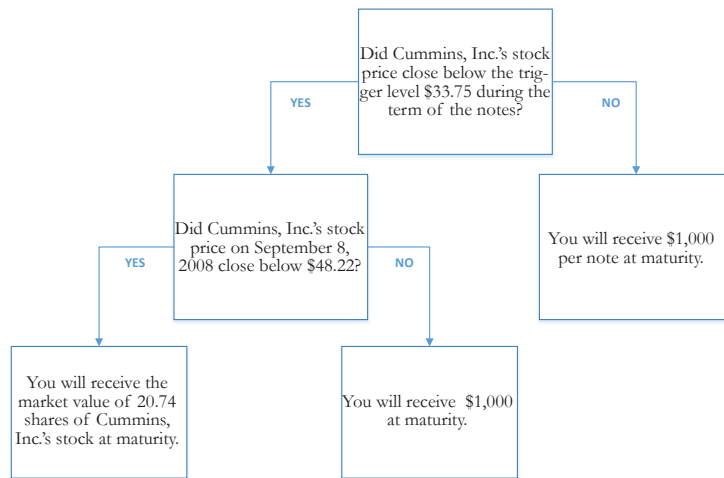 Did Cummins, Inc.'s stock
price close below the trig-
ger level $33.75 during the
term of the notes?
YES
NO
Did Cummins, Inc.'s stock
price on September 8,
2008 close below $48.22?
You will receive $1,000
per note at maturity.
YES
NO
You will receive the
market value of 20.74
shares of Cummins,
Inc.'s stock at maturity.
You will receive $1,000
at maturity.